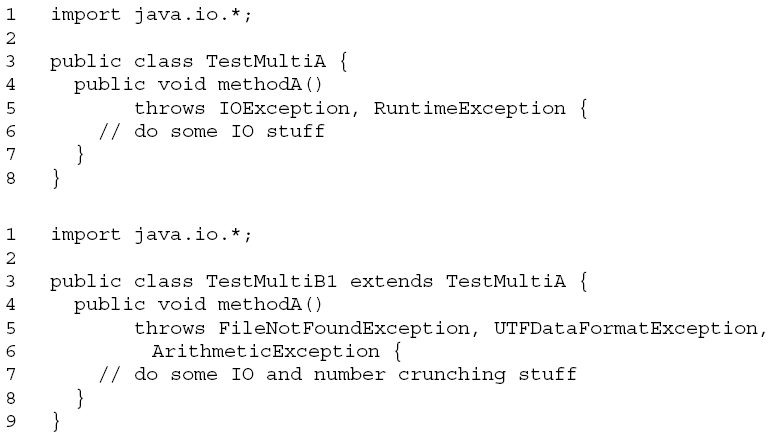 1 import java.io.*;
2
3 public class TestMultiA {
4 public void methodA()
5 throws IOException, RuntimeException {
6 // do some IO stuff
7 }
8 }
1 import java.io.*;
2
3 public class TestMultiB1 extends TestMultiA {
4 public void methodA()
5 throws FileNotFoundException, UTFDataFormatException,
6 ArithmeticException {
7 // do some IO and number crunching stuff
8 }
9 }